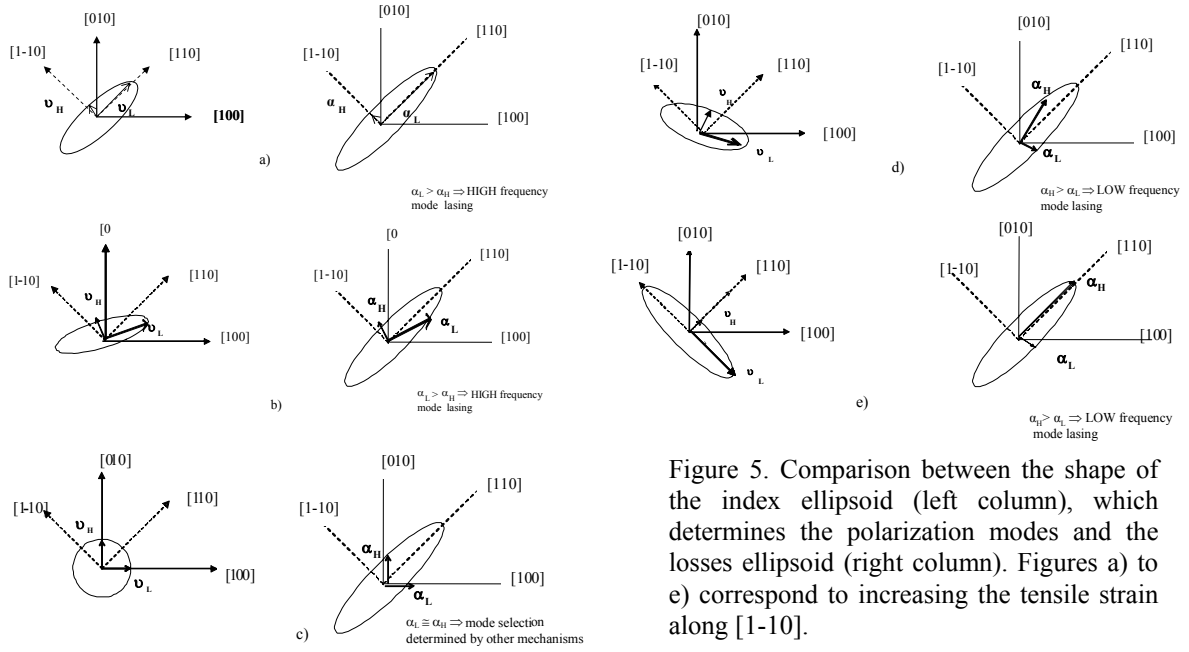 [010]
[1-10]
[110]
υH
υL
[100]
a)
[010]
[1-10]
[110]
αH
αL
[100]
αL > αH ⇒ HIGH frequency
mode lasing
[0
[1-10]
[110]
υH
υL
[100]
b)
[0
[1-10]
[110]
αH
αL
[100]
αL > αH ⇒ HIGH frequency
mode lasing
[010]
[1-10]
[110]
υH
υL
[100]
c)
[010]
[1-10]
[110]
αH
αL
[100]
αL ≅ αH ⇒ mode selection
determined by other mechanisms
[010]
[1-10]
[110]
υH
υL
[100]
d)
[010]
[110]
αH
αL
[100]
αH > αL ⇒ LOW frequency
mode lasing
[010]
[1-10]
[110]
υH
υL
[100]
e)
[010]
[1-10]
[110]
αH
αL
[100]
αH > αL ⇒ LOW frequency
mode lasing
Figure 5. Comparison between the shape of
the index ellipsoid (left column), which
determines the polarization modes and the
losses ellipsoid (right column). Figures a) to
e) correspond to increasing the tensile strain
along [1-10].